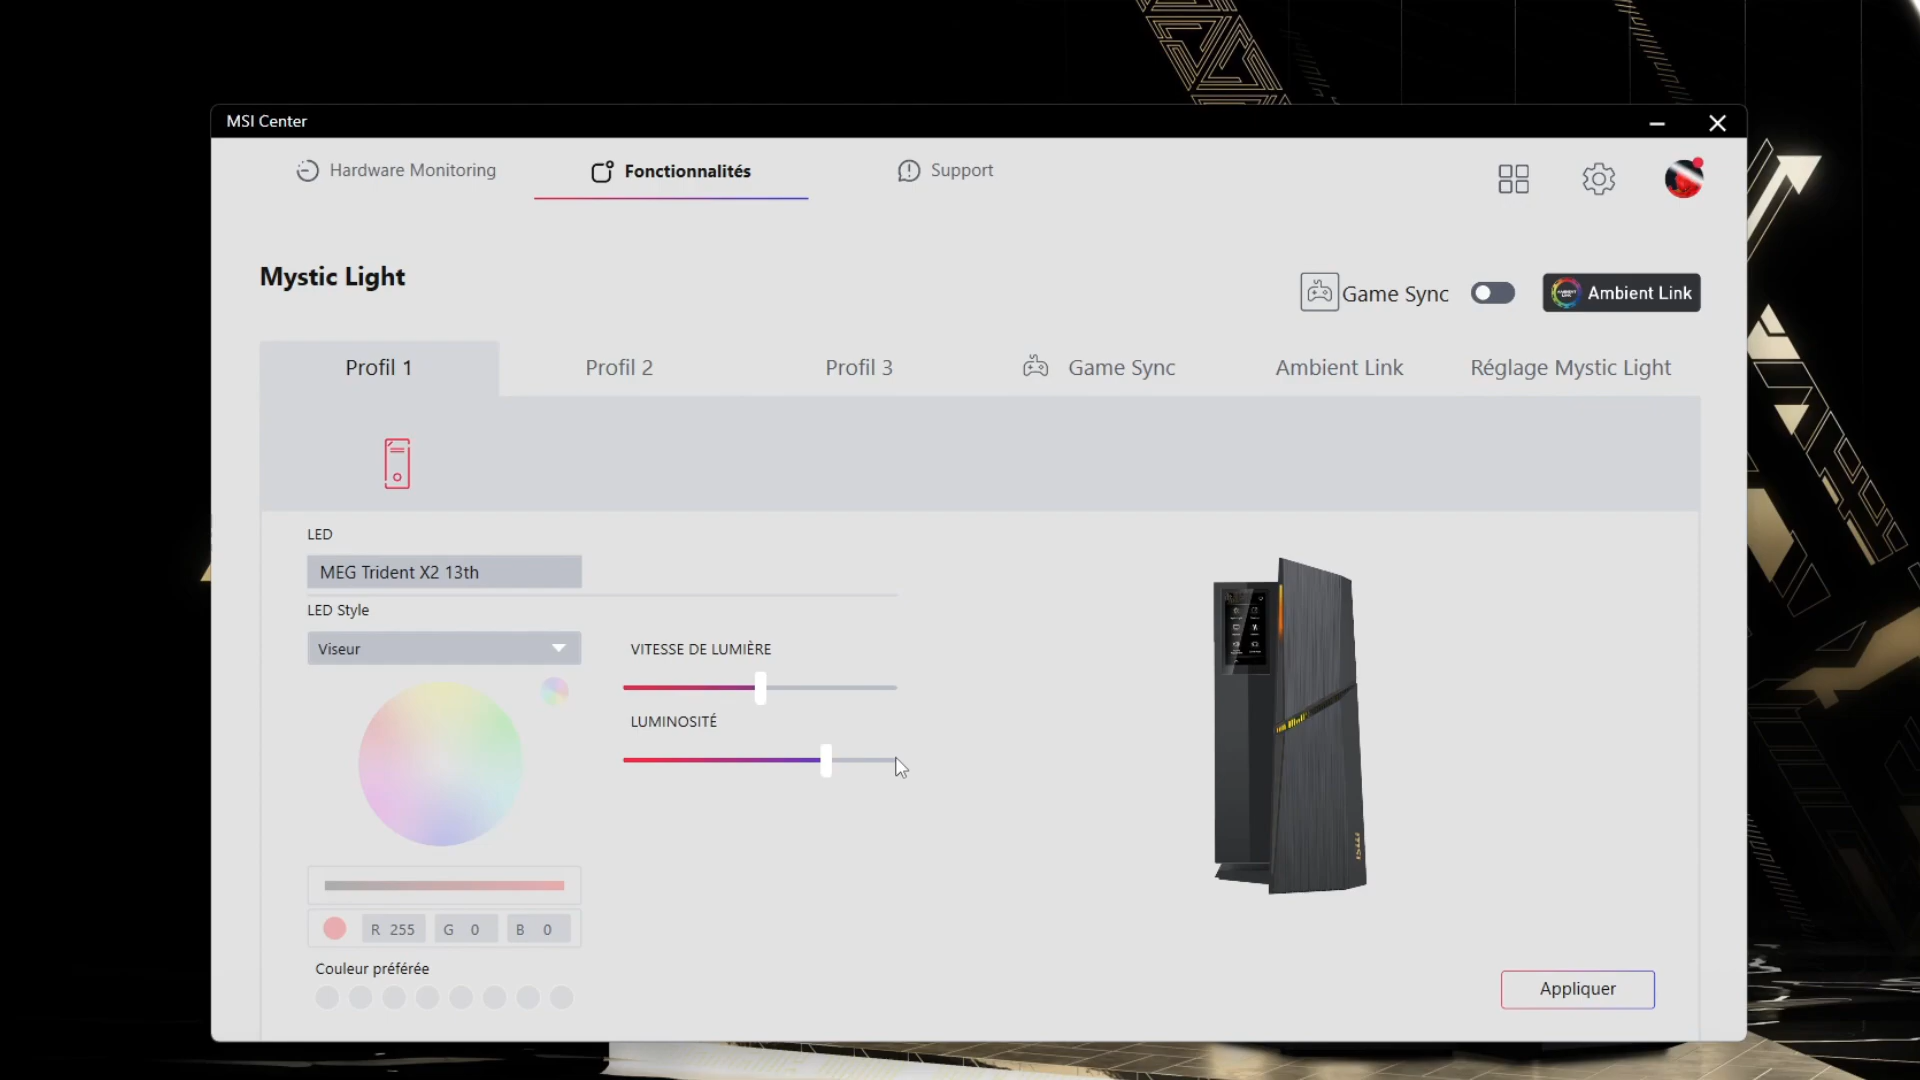 MSI Center
Hardware Monitoring
Fonctionnalités
Support
Mystic Light
Game Sync
Ambient Link
Profil 1
Profil 2
Profil 3
Game Sync
Ambient Link
Réglage Mystic Light
LED
MEG Trident X2 13th
LED Style
Viseur
VITESSE DE LUMIÈRE
LUMINOSITÉ
R 255
G 0
B 0
Couleur préférée
msi
Appliquer